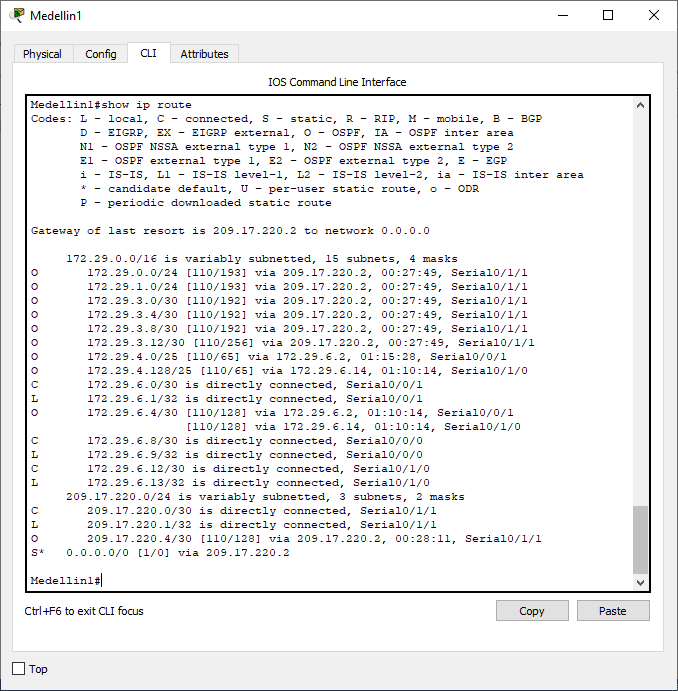 Medellin1
Physical Config CLI Attributes
IOS Command Line Interface
Medellin1#show ip route
Codes: L - local, C - connected, S - static, R - RIP, M - mobile, B - BGP
D - EIGRP, EX - EIGRP external, O - OSPF, IA - OSPF inter area
N1 - OSPF NSSA external type 1, N2 - OSPF NSSA external type 2
E1 - OSPF external type 1, E2 - OSPF external type 2, E - EGP
i - IS-IS, L1 - IS-IS level-1, L2 - IS-IS level-2, ia - IS-IS inter area
* - candidate default, U - per-user static route, o - ODR
P - periodic downloaded static route
Gateway of last resort is 209.17.220.2 to network 0.0.0.0
172.29.0.0/16 is variably subnetted, 15 subnets, 4 masks
O 172.29.0.0/24 [110/193] via 209.17.220.2, 00:27:49, Serial0/1/1
O 172.29.1.0/24 [110/193] via 209.17.220.2, 00:27:49, Serial0/1/1
O 172.29.3.0/30 [110/192] via 209.17.220.2, 00:27:49, Serial0/1/1
O 172.29.3.4/30 [110/192] via 209.17.220.2, 00:27:49, Serial0/1/1
O 172.29.3.8/30 [110/192] via 209.17.220.2, 00:27:49, Serial0/1/1
O 172.29.3.12/30 [110/256] via 209.17.220.2, 00:27:49, Serial0/1/1
O 172.29.4.0/25 [110/65] via 172.29.6.2, 01:15:28, Serial0/0/1
O 172.29.4.128/25 [110/65] via 172.29.6.14, 01:10:14, Serial0/1/0
C 172.29.6.0/30 is directly connected, Serial0/0/1
L 172.29.6.1/32 is directly connected, Serial0/0/1
O 172.29.6.4/30 [110/128] via 172.29.6.2, 01:10:14, Serial0/0/1
[110/128] via 172.29.6.14, 01:10:14, Serial0/1/0
C 172.29.6.8/30 is directly connected, Serial0/0/0
L 172.29.6.9/32 is directly connected, Serial0/0/0
C 172.29.6.12/30 is directly connected, Serial0/1/0
L 172.29.6.13/32 is directly connected, Serial0/1/0
209.17.220.0/24 is variably subnetted, 3 subnets, 2 masks
C 209.17.220.0/30 is directly connected, Serial0/1/1
L 209.17.220.1/32 is directly connected, Serial0/1/1
O 209.17.220.4/30 [110/128] via 209.17.220.2, 00:28:11, Serial0/1/1
S* 0.0.0.0/0 [1/0] via 209.17.220.2
Medellin1#
Ctrl+F6 to exit CLI focus
Copy Paste
Top